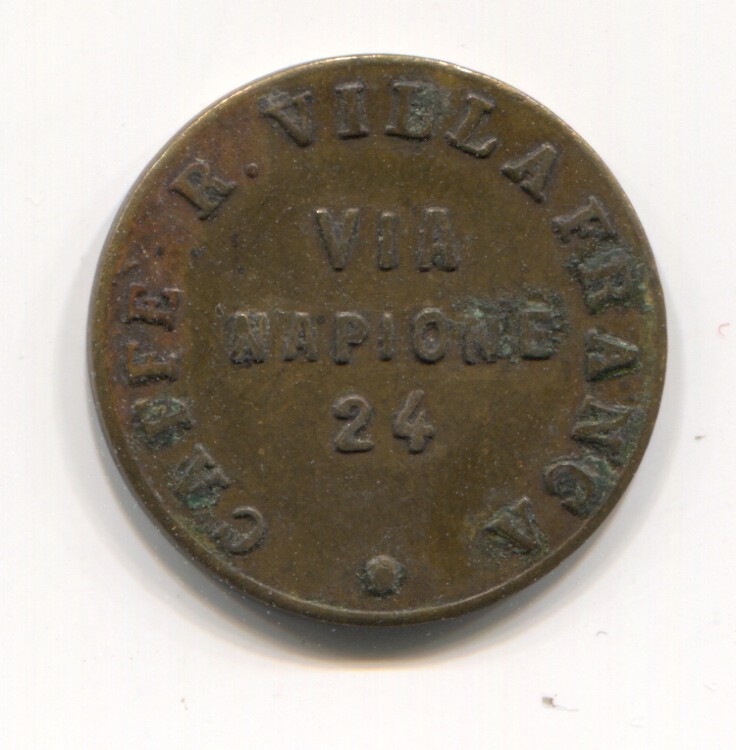 CAFFE R. VILLAFRANCA
VIA
NAPIONE
24